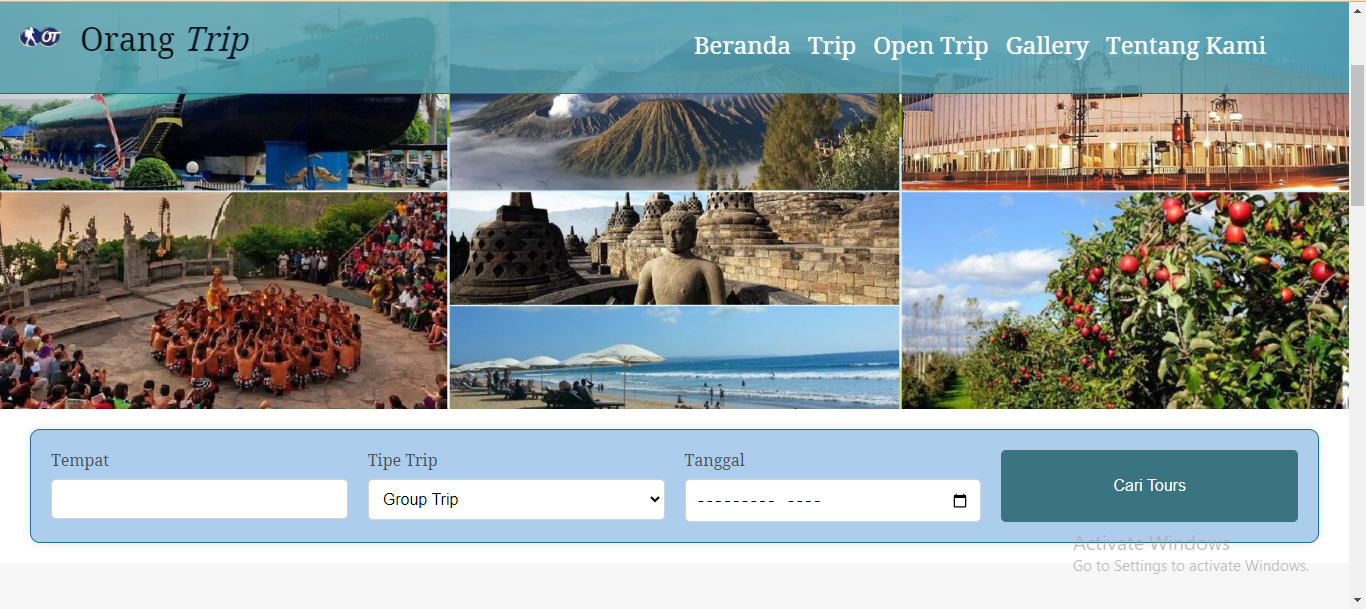 OT Orang Trip
Beranda Trip Open Trip Gallery Tentang Kami
Tempat
Tipe Trip
Tanggal
Group Trip
--------- ----
Cari Tours
Activate Windows
Go to Settings to activate Windows.